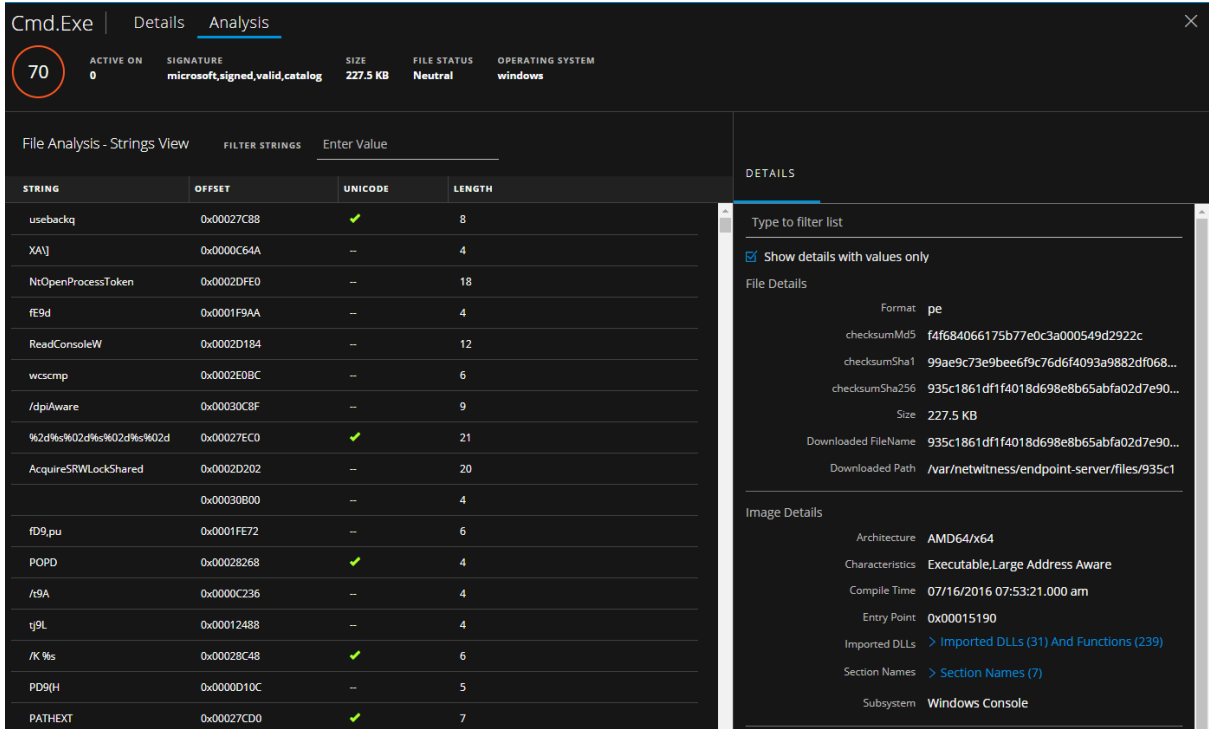 Cmd.Exe Details Analysis
70
ACTIVE ON SIGNATURE SIZE FILE STATUS OPERATING SYSTEM
0 microsoft,signed,valid,catalog 227.5 KB Neutral windows
File Analysis - Strings View FILTER STRINGS Enter Value
STRING OFFSET UNICODE LENGTH
usebackq 0x00027C88 ✓ 8
XA\] 0x0000C64A -- 4
NtOpenProcessToken 0x0002DFE0 -- 18
fE9d 0x0001F9AA -- 4
ReadConsoleW 0x0002D184 -- 12
wcscmp 0x0002E0BC -- 6
/dpiAware 0x00030C8F -- 9
%2d%s%02d%s%02d%s%02d 0x00027EC0 ✓ 21
AcquireSRWLockShared 0x0002D202 -- 20
0x00030B00 -- 4
fD9,pu 0x0001FE72 -- 6
POPD 0x00028268 ✓ 4
/t9A 0x0000C236 -- 4
tj9L 0x00012488 -- 4
/K %s 0x00028C48 ✓ 6
PD9(H 0x0000D10C -- 5
PATHEXT 0x00027CD0 ✓ 7
DETAILS
Type to filter list
Show details with values only
File Details
Format pe
checksumMd5 f4f684066175b77e0c3a000549d2922c
checksumSha1 99ae9c73e9bee6f9c76d6f4093a9882df068...
checksumSha256 935c1861df1f4018d698e8b65abfa02d7e90...
Size 227.5 KB
Downloaded FileName 935c1861df1f4018d698e8b65abfa02d7e90...
Downloaded Path /var/netwitness/endpoint-server/files/935c1
Image Details
Architecture AMD64/x64
Characteristics Executable,Large Address Aware
Compile Time 07/16/2016 07:53:21.000 am
Entry Point 0x00015190
Imported DLLs > Imported DLLs (31) And Functions (239)
Section Names > Section Names (7)
Subsystem Windows Console